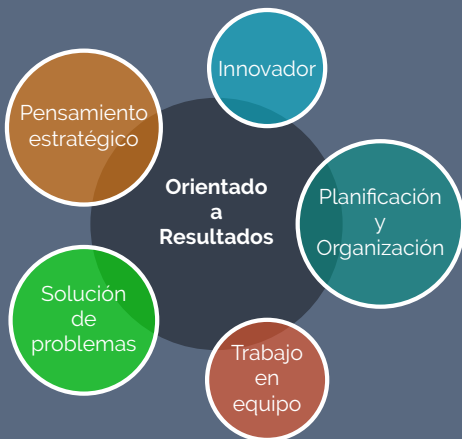 Innovador
Pensamiento
estratégico
Orientado
a
Resultados
Planificación
y
Organización
Solución
de
problemas
Trabajo
en
equipo